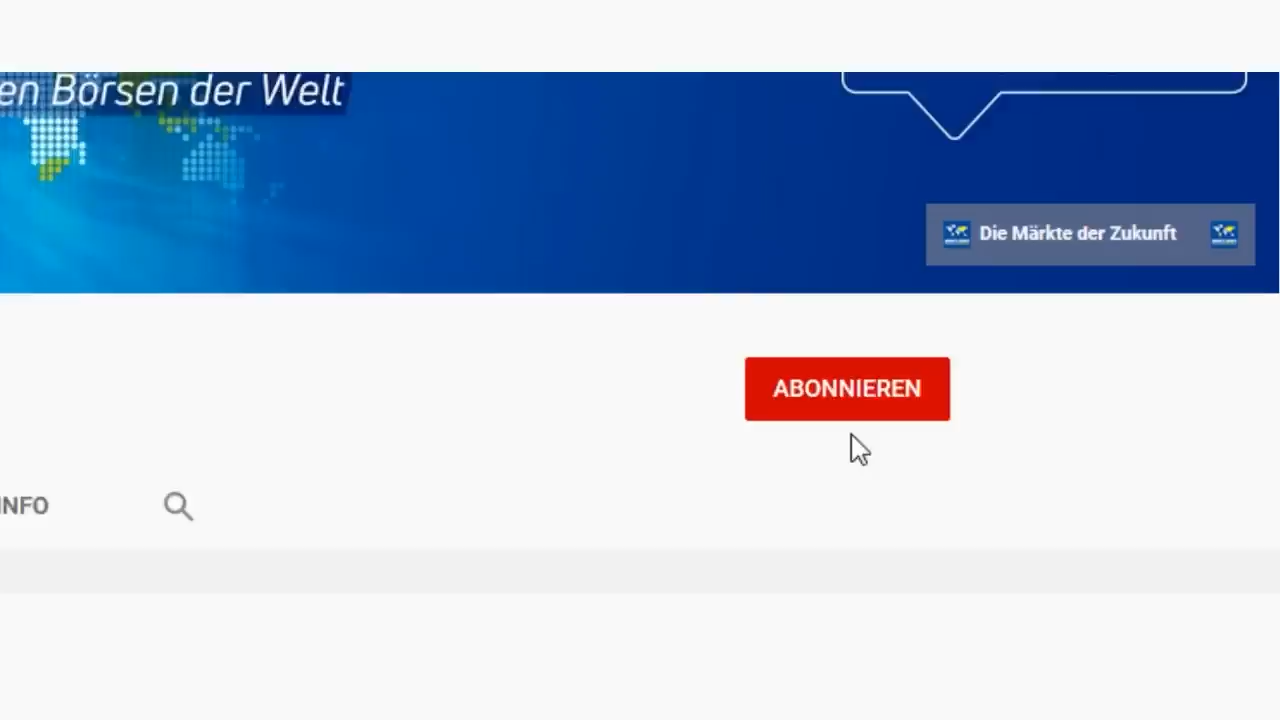 en Börsen der Welt
Die Märkte der Zukunft
ABONNIEREN
INFO